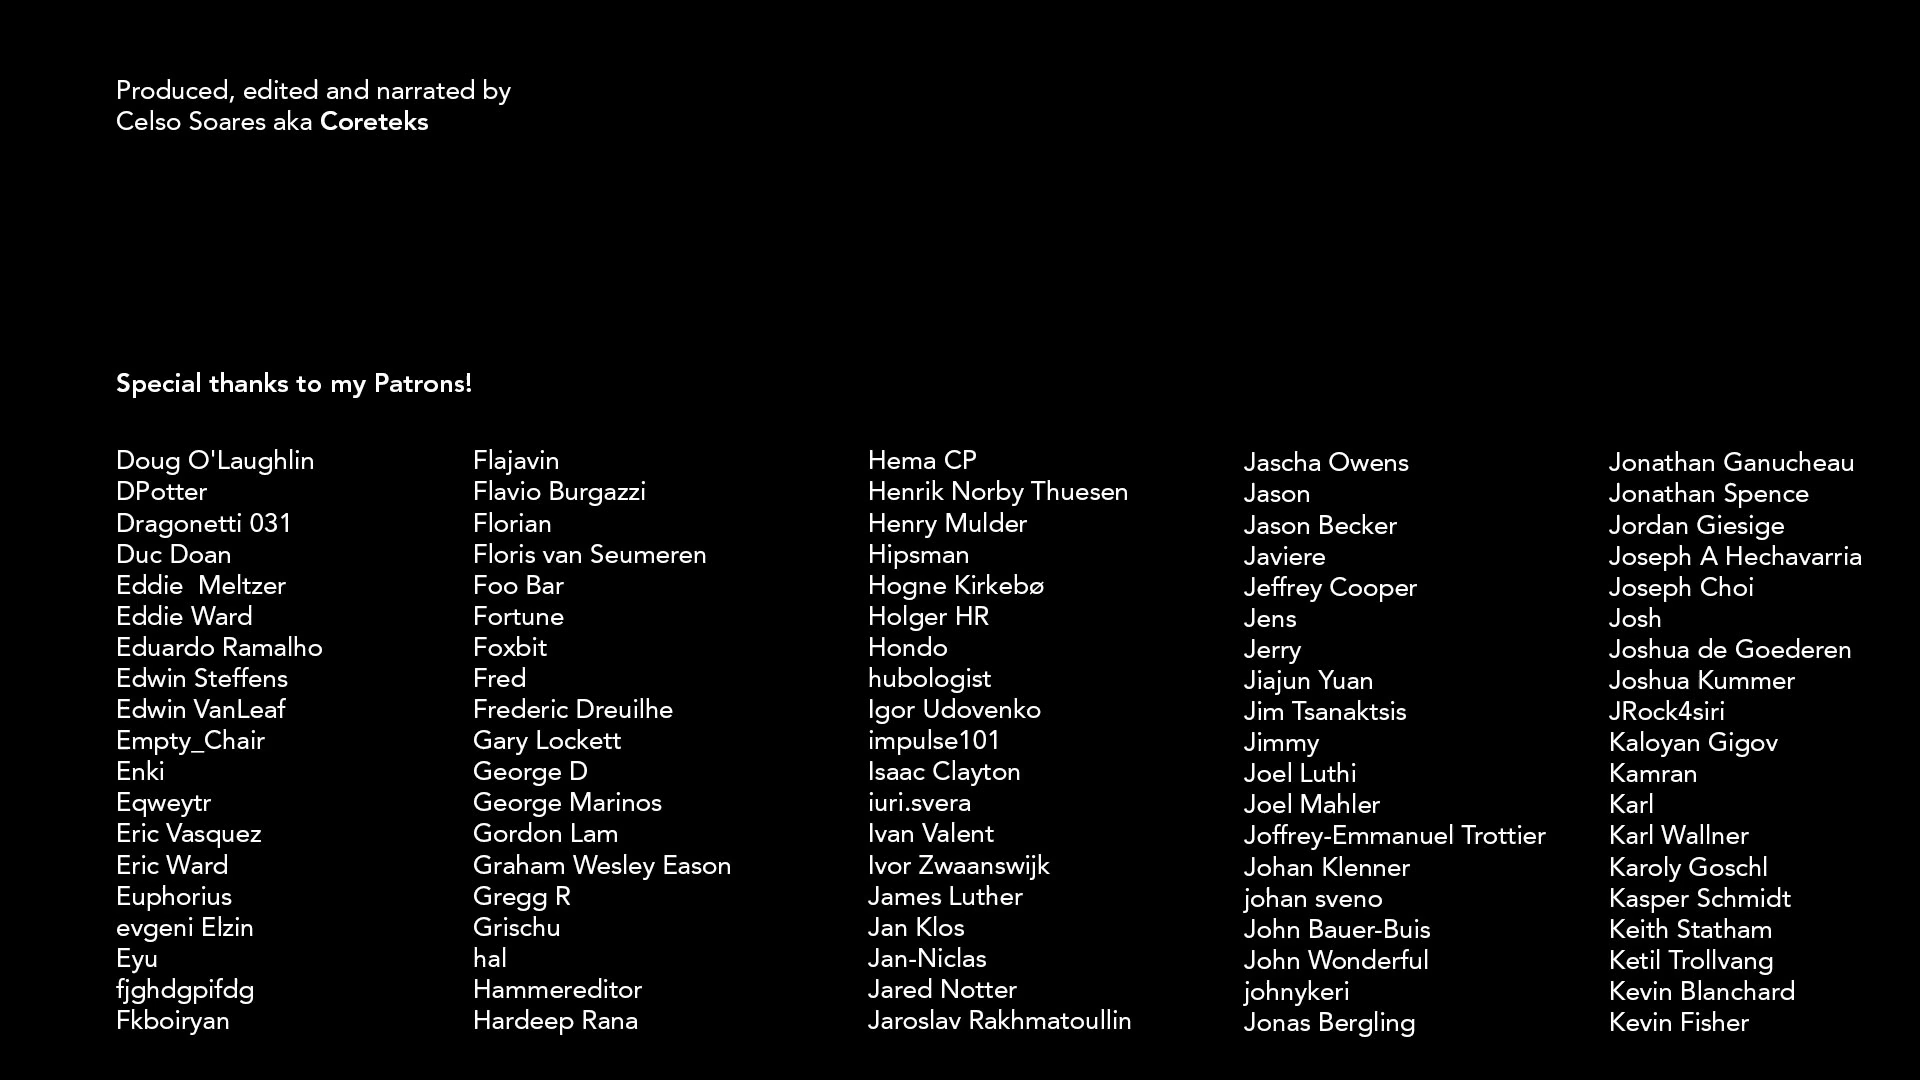 Produced, edited and narrated by
Celso Soares aka Coreteks
Special thanks to my Patrons!
Doug O'Laughlin
DPotter
Dragonetti 031
Duc Doan
Eddie  Meltzer
Eddie Ward
Eduardo Ramalho
Edwin Steffens
Edwin VanLeaf
Empty_Chair
Enki
Eqweytr
Eric Vasquez
Eric Ward
Euphorius
evgeni Elzin
Eyu
fjghdgpifdg
Fkboiryan
Flajavin
Flavio Burgazzi
Florian
Floris van Seumeren
Foo Bar
Fortune
Foxbit
Fred
Frederic Dreuilhe
Gary Lockett
George D
George Marinos
Gordon Lam
Graham Wesley Eason
Gregg R
Grischu
hal
Hammereditor
Hardeep Rana
Hema CP
Henrik Norby Thuesen
Henry Mulder
Hipsman
Hogne Kirkebø
Holger HR
Hondo
hubologist
Igor Udovenko
impulse101
Isaac Clayton
iuri.svera
Ivan Valent
Ivor Zwaanswijk
James Luther
Jan Klos
Jan-Niclas
Jared Notter
Jaroslav Rakhmatoullin
Jascha Owens
Jason
Jason Becker
Javiere
Jeffrey Cooper
Jens
Jerry
Jiajun Yuan
Jim Tsanaktsis
Jimmy
Joel Luthi
Joel Mahler
Joffrey-Emmanuel Trottier
Johan Klenner
johan sveno
John Bauer-Buis
John Wonderful
johnykeri
Jonas Bergling
Jonathan Ganucheau
Jonathan Spence
Jordan Giesige
Joseph A Hechavarria
Joseph Choi
Josh
Joshua de Goederen
Joshua Kummer
JRock4siri
Kaloyan Gigov
Kamran
Karl
Karl Wallner
Karoly Goschl
Kasper Schmidt
Keith Statham
Ketil Trollvang
Kevin Blanchard
Kevin Fisher